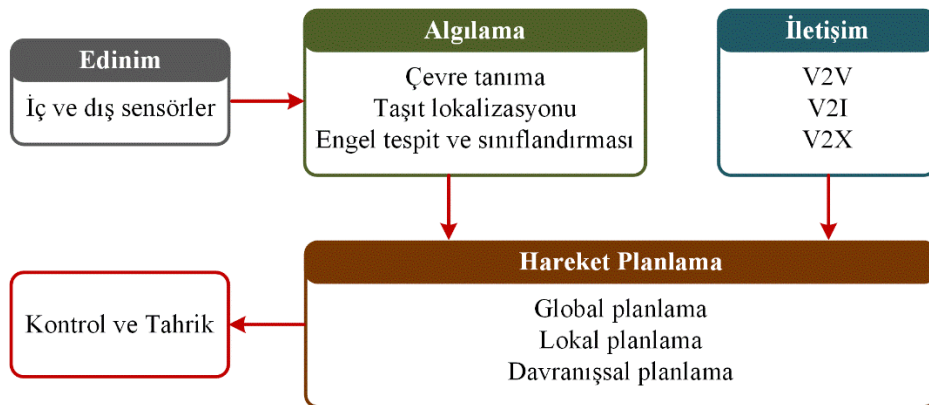 Edinim
İç ve dış sensörler
Algılama
Çevre tanıma
Taşıt lokalizasyonu
Engel tespit ve sınıflandırması
İletişim
V2V
V2I
V2X
Hareket Planlama
Global planlama
Lokal planlama
Davranışsal planlama
Kontrol ve Tahrik